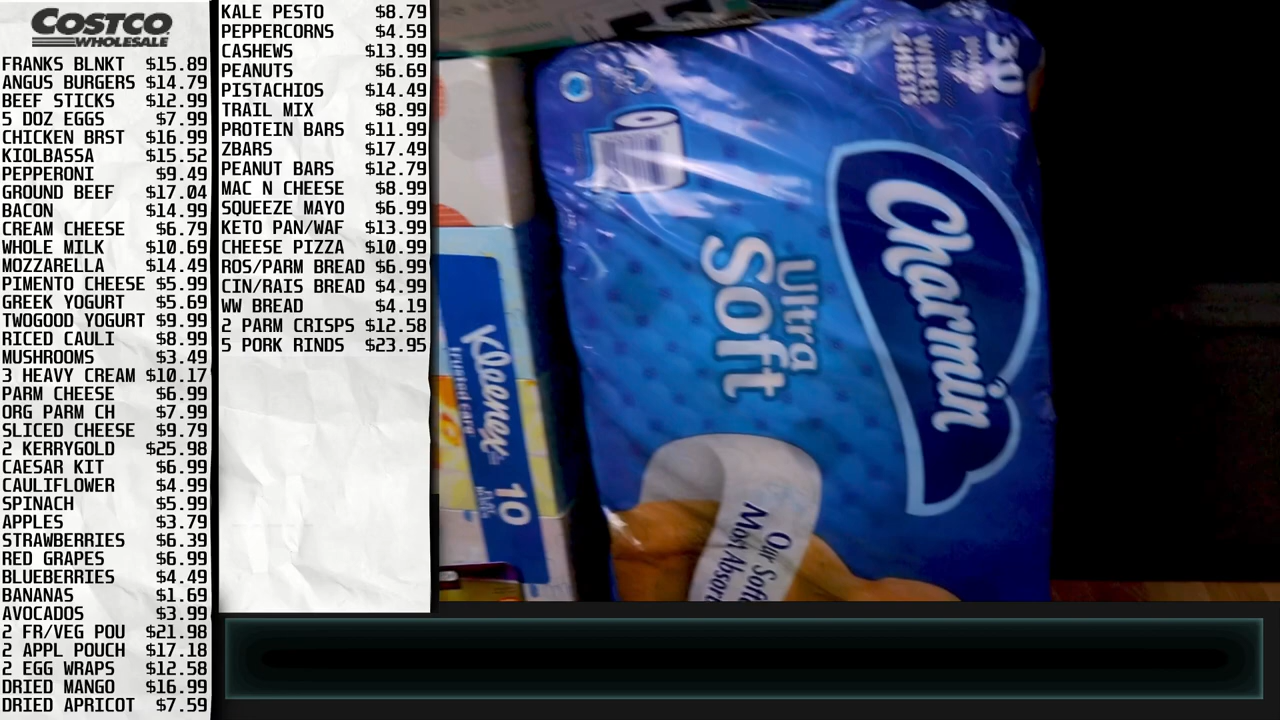 COSTCO
WHOLESALE
FRANKS BLNKT $15.89
ANGUS BURGERS $14.79
BEEF STICKS $12.99
5 DOZ EGGS $7.99
CHICKEN BRST $16.99
KIOLBASSA $15.52
PEPPERONI $9.49
GROUND BEEF $17.04
BACON $14.99
CREAM CHEESE $6.79
WHOLE MILK $10.69
MOZZARELLA $14.49
PIMENTO CHEESE $5.99
GREEK YOGURT $5.69
TWOGOOD YOGURT $9.99
RICED CAULI $8.99
MUSHROOMS $3.49
3 HEAVY CREAM $10.17
PARM CHEESE $6.99
ORG PARM CH $7.99
SLICED CHEESE $9.79
2 KERRYGOLD $25.98
CAESAR KIT $6.99
CAULIFLOWER $4.99
SPINACH $5.99
APPLES $3.79
STRAWBERRIES $6.39
RED GRAPES $6.99
BLUEBERRIES $4.49
BANANAS $1.69
AVOCADOS $3.99
2 FR/VEG POU $21.98
2 APPL POUCH $17.18
2 EGG WRAPS $12.58
DRIED MANGO $16.99
DRIED APRICOT $7.59
KALE PESTO $8.79
PEPPERCORNS $4.59
CASHEWS $13.99
PEANUTS $6.69
PISTACHIOS $14.49
TRAIL MIX $8.99
PROTEIN BARS $11.99
ZBARS $17.49
PEANUT BARS $12.79
MAC N CHEESE $8.99
SQUEEZE MAYO $6.99
KETO PAN/WAF $13.99
CHEESE PIZZA $10.99
ROS/PARM BREAD $6.99
CIN/RAIS BREAD $4.99
WW BREAD $4.19
2 PARM CRISPS $12.58
5 PORK RINDS $23.95
30
WIDER
SHEETS
Charmin
Ultra
Soft
Our Softe
Most Absorb
Kleenex
trusted care
10